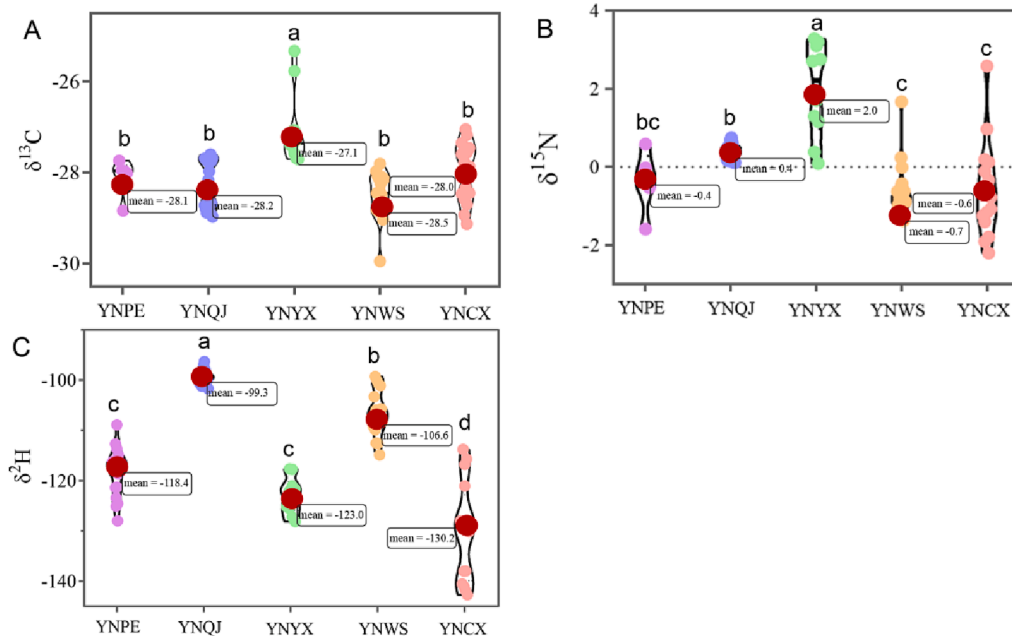 A
δ13C
-26
-28
-30
b
b
a
b
b
mean = -28.1
mean = -28.2
mean = -27.1
mean = -28.5
mean = -28.0
YNPE
YNQJ
YNYX
YNWS
YNCX
B
δ15N
4
2
0
-2
bc
b
a
c
c
mean = -0.4
mean = 0.4
mean = 2.0
mean = -0.7
mean = -0.6
YNPE
YNQJ
YNYX
YNWS
YNCX
C
δ2H
-100
-120
-140
c
a
c
b
d
mean = -118.4
mean = -99.3
mean = -123.0
mean = -106.6
mean = -130.2
YNPE
YNQJ
YNYX
YNWS
YNCX